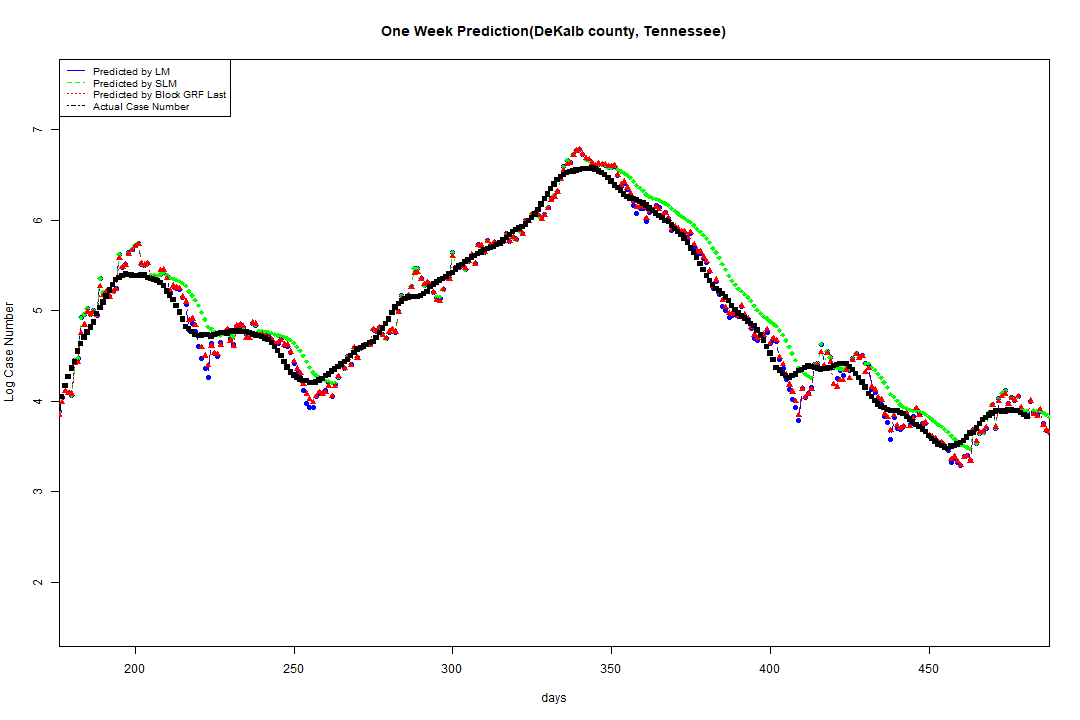 One Week Prediction(DeKalb county, Tennessee)
Predicted by LM
Predicted by SLM
Predicted by Block GRF Last
Actual Case Number
7
6
5
4
3
2
Log Case Number
200 250 300 350 400 450
days